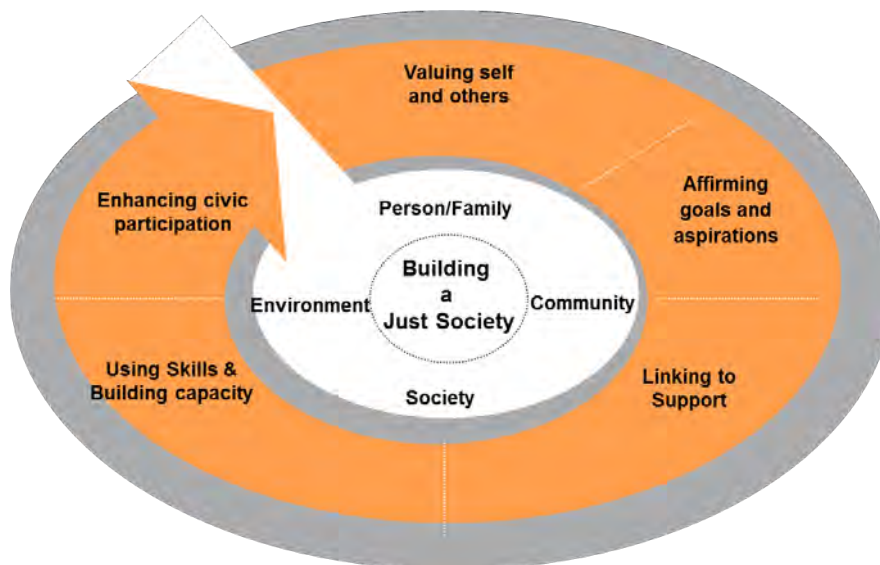 Valuing self
and others
Affirming
goals and
aspirations
Enhancing civic
participation
Person/Family
Building
a
Just Society
Environment
Community
Society
Using Skills &
Building capacity
Linking to
Support